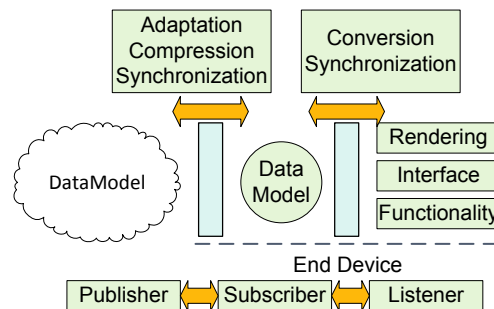 Adaptation
Compression
Synchronization
Conversion
Synchronization
Rendering
DataModel
Data
Model
Interface
Functionality
End Device
Publisher
Subscriber
Listener